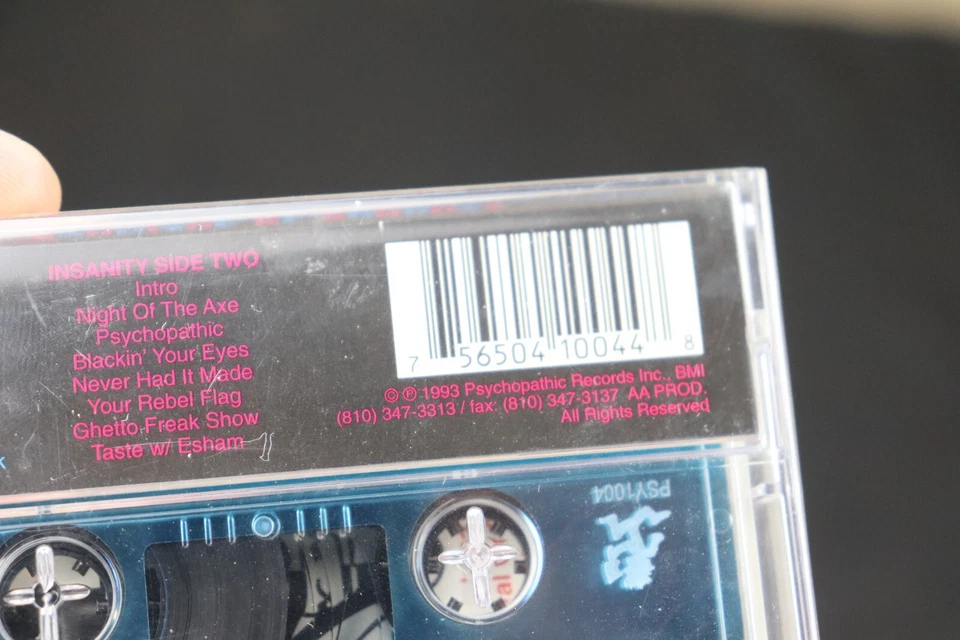 INSANITY SIDE TWO
Intro
Night Of The Axe
Psychopathic
Blackin' Your Eyes
Never Had It Made
Your Rebel Flag
Ghetto Freak Show
Taste w/ Esham
k
7 56504 10044 8
© ℗ 1993 Psychopathic Records Inc., BMI
(810) 347-3313 / fax: (810) 347-3137 AA PROD.
All Rights Reserved
PSY1004